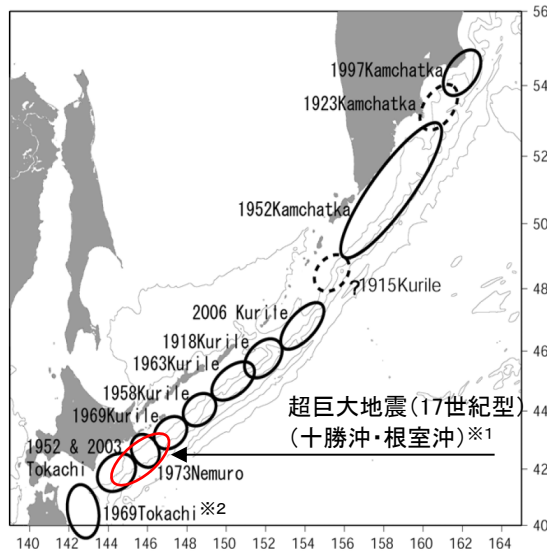 56
1997Kamchatka
54
1923Kamchatka
52
1952Kamchatka
50
48
?1915Kurile
2006 Kurile
1918Kurile
46
1963Kurile
1958Kurile
超巨大地震(17世紀型)
44
1969Kurile
(十勝沖・根室沖)※1
1952 & 2003
Tokachi
1973Nemuro
42
1969Tokachi※2
40
140 142 144 146 148 150 152 154 156 158 160 162 164